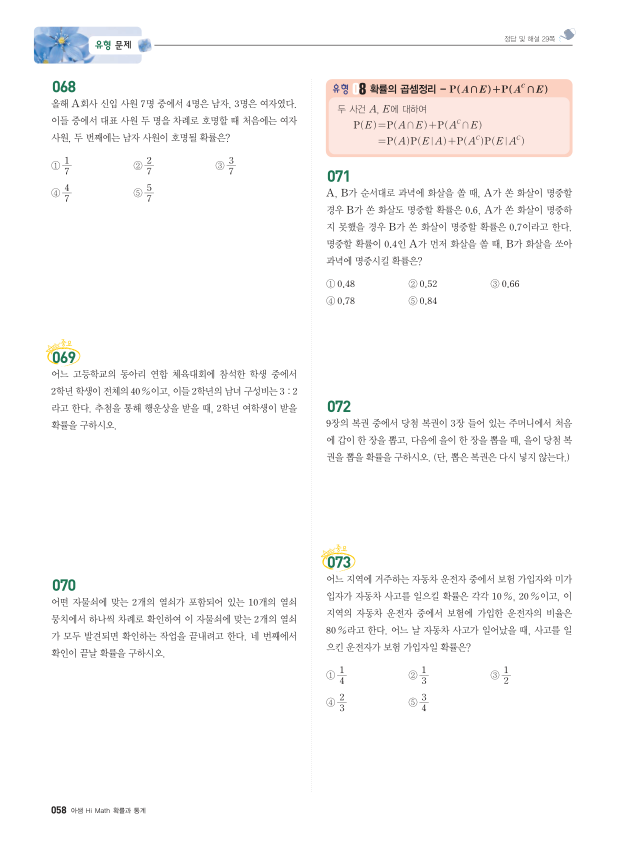 유형 문제
정답 및 해설 29쪽
068
올해 A회사 신입 사원 7명 중에서 4명은 남자, 3명은 여자였다.
이들 중에서 대표 사원 두 명을 차례로 호명할 때 처음에는 여자
사원, 두 번째에는 남자 사원이 호명될 확률은?
① 1/7 ② 2/7 ③ 3/7
④ 4/7 ⑤ 5/7
중요
069
어느 고등학교의 동아리 연합 체육대회에 참석한 학생 중에서
2학년 학생이 전체의 40 %이고, 이들 2학년의 남녀 구성비는 3 : 2
라고 한다. 추첨을 통해 행운상을 받을 때, 2학년 여학생이 받을
확률을 구하시오.
070
어떤 자물쇠에 맞는 2개의 열쇠가 포함되어 있는 10개의 열쇠
뭉치에서 하나씩 차례로 확인하여 이 자물쇠에 맞는 2개의 열쇠
가 모두 발견되면 확인하는 작업을 끝내려고 한다. 네 번째에서
확인이 끝날 확률을 구하시오.
유형 08 확률의 곱셈정리 - P(A∩E)+P(Aᶜ∩E)
두 사건 A, E에 대하여
P(E)=P(A∩E)+P(Aᶜ∩E)
=P(A)P(E|A)+P(Aᶜ)P(E|Aᶜ)
071
A, B가 순서대로 과녁에 화살을 쏠 때, A가 쏜 화살이 명중할
경우 B가 쏜 화살도 명중할 확률은 0.6, A가 쏜 화살이 명중하
지 못했을 경우 B가 쏜 화살이 명중할 확률은 0.7이라고 한다.
명중할 확률이 0.4인 A가 먼저 화살을 쏠 때, B가 화살을 쏘아
과녁에 명중시킬 확률은?
① 0.48 ② 0.52 ③ 0.66
④ 0.78 ⑤ 0.84
072
9장의 복권 중에서 당첨 복권이 3장 들어 있는 주머니에서 처음
에 갑이 한 장을 뽑고, 다음에 을이 한 장을 뽑을 때, 을이 당첨 복
권을 뽑을 확률을 구하시오. (단, 뽑은 복권은 다시 넣지 않는다.)
중요
073
어느 지역에 거주하는 자동차 운전자 중에서 보험 가입자와 미가
입자가 자동차 사고를 일으킬 확률은 각각 10 %, 20 %이고, 이
지역의 자동차 운전자 중에서 보험에 가입한 운전자의 비율은
80 %라고 한다. 어느 날 자동차 사고가 일어났을 때, 사고를 일
으킨 운전자가 보험 가입자일 확률은?
① 1/4 ② 1/3 ③ 1/2
④ 2/3 ⑤ 3/4
058 아샘 Hi Math 확률과 통계